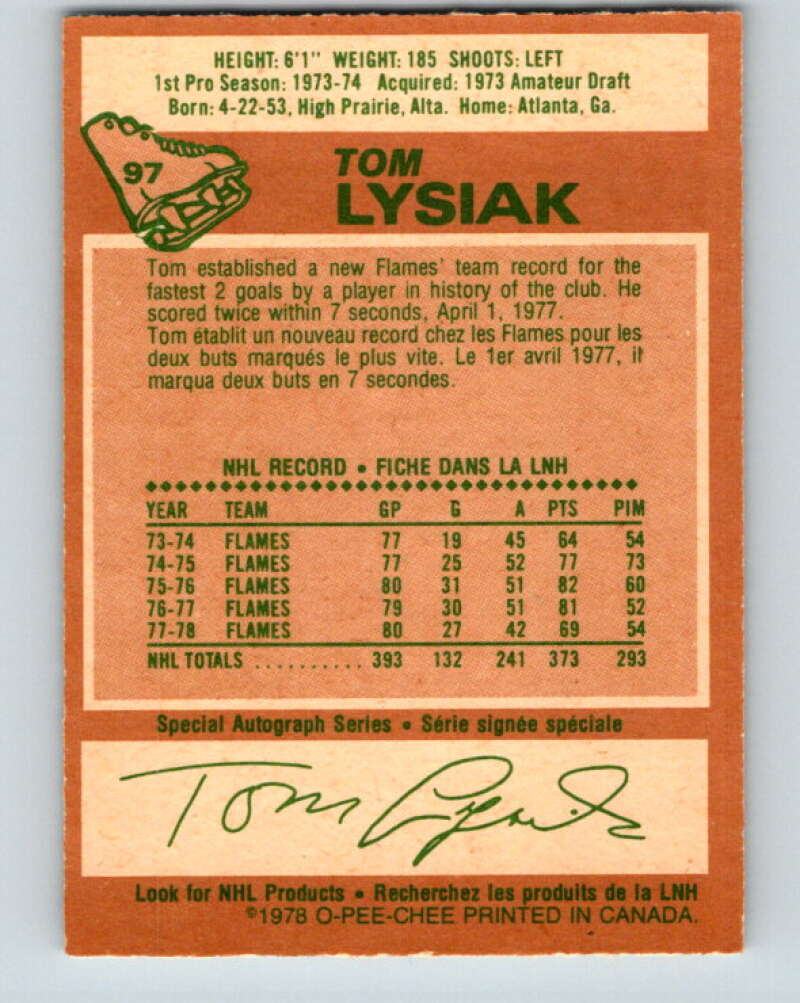 HEIGHT: 6'1" WEIGHT: 185 SHOOTS: LEFT
1st Pro Season: 1973-74 Acquired: 1973 Amateur Draft
Born: 4-22-53, High Prairie, Alta. Home: Atlanta, Ga.
97
TOM
LYSIAK
Tom established a new Flames' team record for the
fastest 2 goals by a player in history of the club. He
scored twice within 7 seconds, April 1, 1977.
Tom établit un nouveau record chez les Flames pour les
deux buts marqués le plus vite. Le 1er avril 1977, il
marqua deux buts en 7 secondes.
NHL RECORD • FICHE DANS LA LNH
YEAR TEAM GP G A PTS PIM
73-74 FLAMES 77 19 45 64 54
74-75 FLAMES 77 25 52 77 73
75-76 FLAMES 80 31 51 82 60
76-77 FLAMES 79 30 51 81 52
77-78 FLAMES 80 27 42 69 54
NHL TOTALS .......... 393 132 241 373 293
Special Autograph Series • Série signée spéciale
Tom Lysiak
Look for NHL Products • Recherchez les produits de la LNH
©1978 O-PEE-CHEE PRINTED IN CANADA.